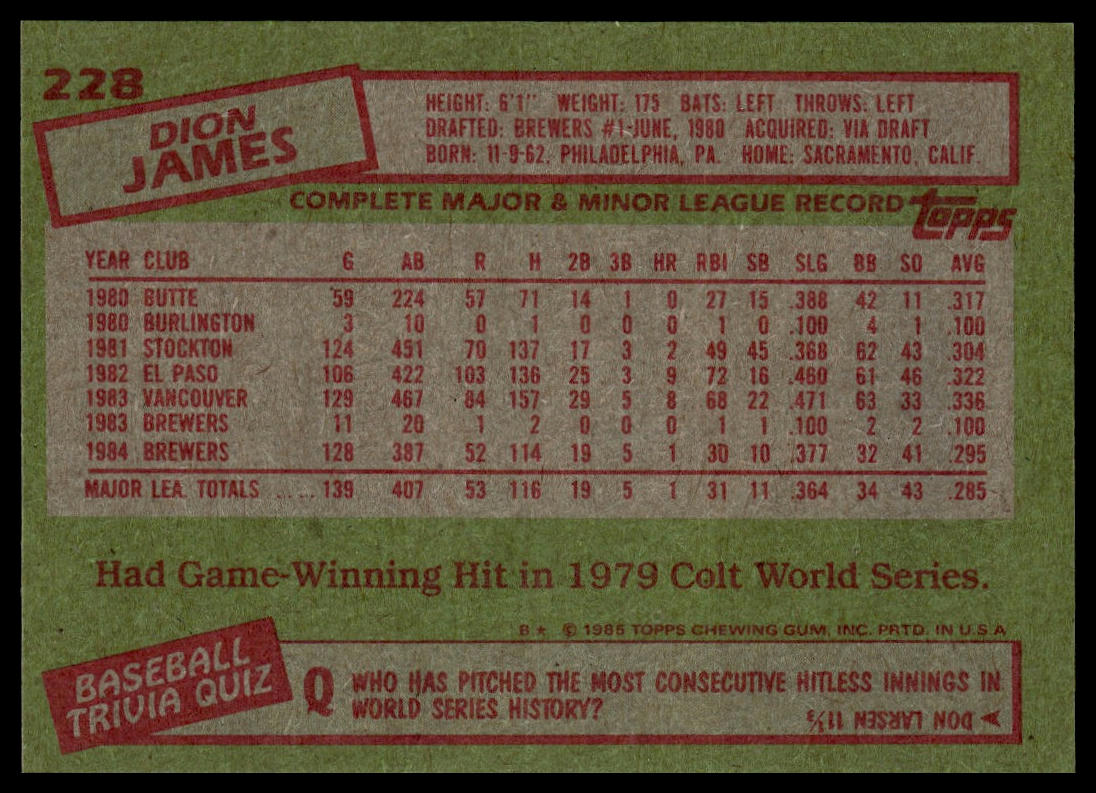 228
DION
JAMES
HEIGHT: 6'1" WEIGHT: 175 BATS: LEFT THROWS: LEFT
DRAFTED: BREWERS #1-JUNE, 1980 ACQUIRED: VIA DRAFT
BORN: 11-9-62, PHILADELPHIA, PA. HOME: SACRAMENTO, CALIF.
COMPLETE MAJOR & MINOR LEAGUE RECORD topps
YEAR CLUB G AB R H 2B 3B HR RBI SB SLG BB SO AVG
1980 BUTTE 59 224 57 71 14 1 0 27 15 .388 42 11 .317
1980 BURLINGTON 3 10 0 1 0 0 0 1 0 .100 4 1 .100
1981 STOCKTON 124 451 70 137 17 3 2 49 45 .368 62 43 .304
1982 EL PASO 106 422 103 136 25 3 9 72 16 .460 61 46 .322
1983 VANCOUVER 129 467 84 157 29 5 8 68 22 .471 63 33 .336
1983 BREWERS 11 20 1 2 0 0 0 1 1 .100 2 2 .100
1984 BREWERS 128 387 52 114 19 5 1 30 10 .377 32 41 .295
MAJOR LEA. TOTALS ..... 139 407 53 116 19 5 1 31 11 .364 34 43 .285
Had Game-Winning Hit in 1979 Colt World Series.
B★ © 1985 TOPPS CHEWING GUM, INC. PRTD. IN U.S.A
BASEBALL
TRIVIA QUIZ
Q WHO HAS PITCHED THE MOST CONSECUTIVE HITLESS INNINGS IN
WORLD SERIES HISTORY?
A DON LARSEN 11⅓